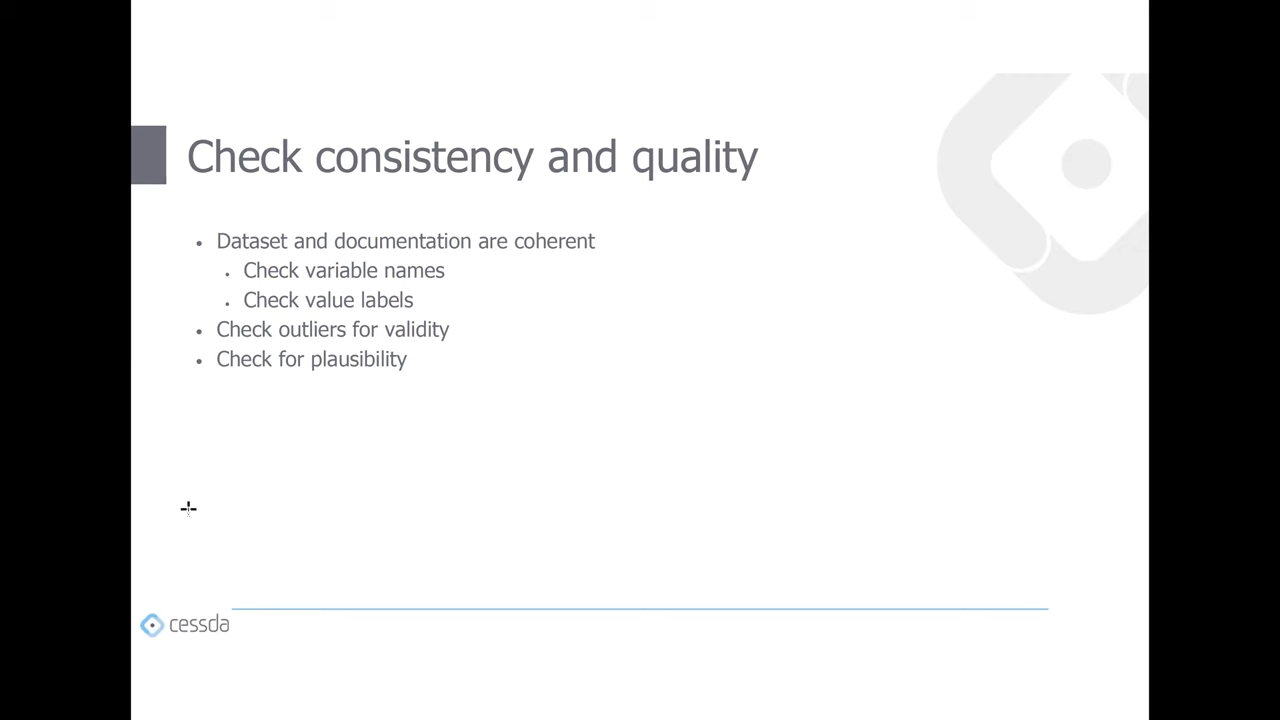 Check consistency and quality
• Dataset and documentation are coherent
• Check variable names
• Check value labels
• Check outliers for validity
• Check for plausibility
cessda